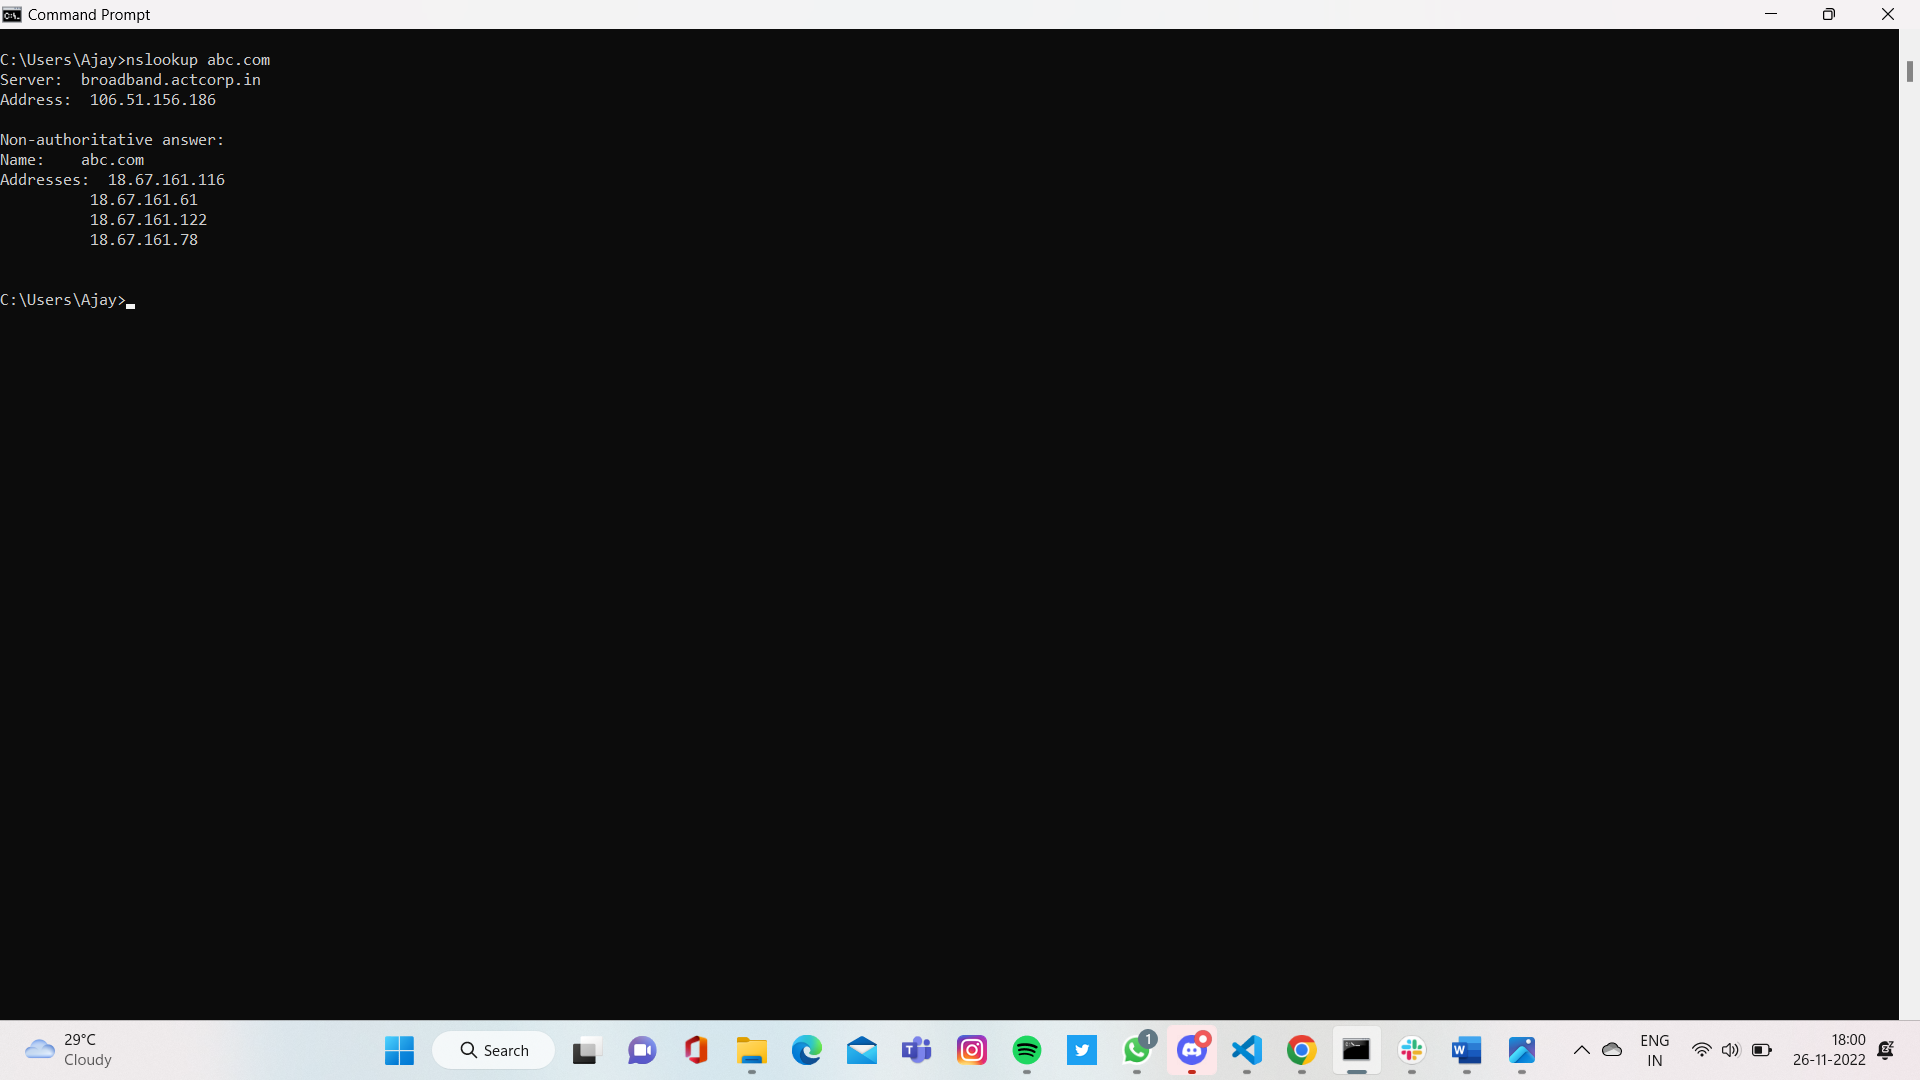 Command Prompt
C:\Users\Ajay>nslookup abc.com
Server:  broadband.actcorp.in
Address:  106.51.156.186
Non-authoritative answer:
Name:    abc.com
Addresses:  18.67.161.116
18.67.161.61
18.67.161.122
18.67.161.78
C:\Users\Ajay>
29°C
Cloudy
Search
1
ENG
IN
18:00
26-11-2022